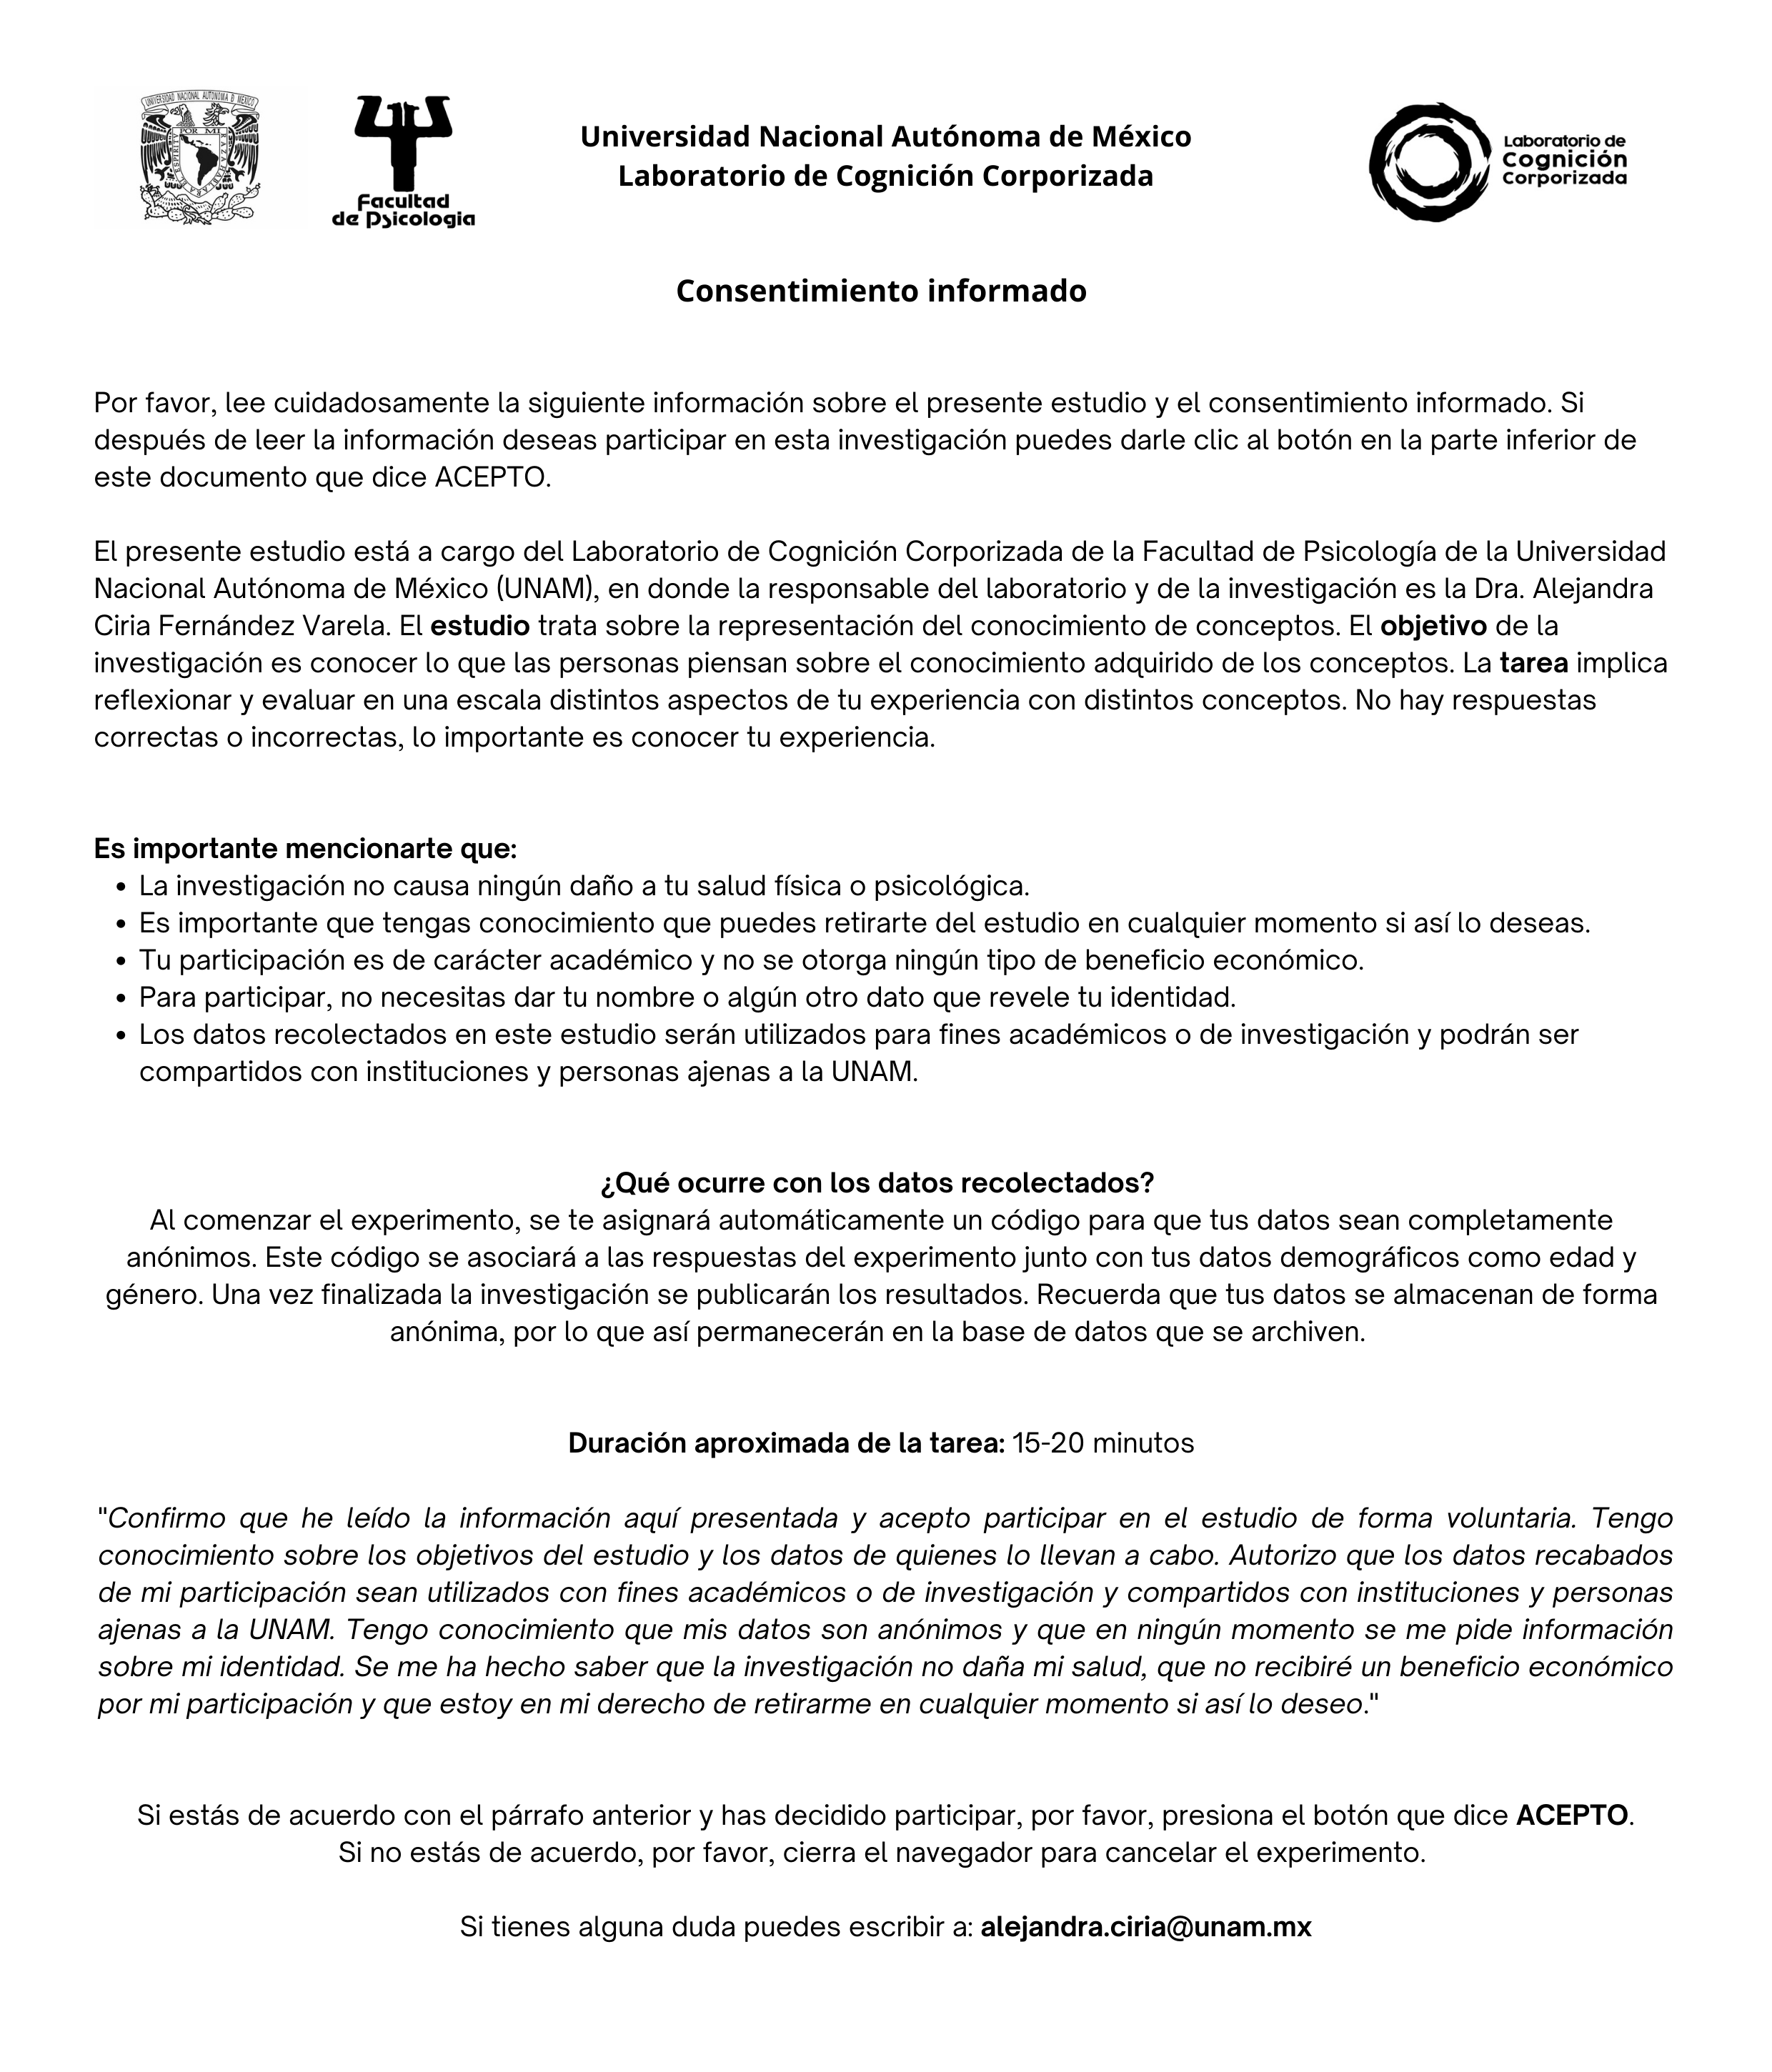 UNIVERSIDAD NACIONAL AUTONOMA DE MEXICO
POR MI
Facultad
de Psicología
Universidad Nacional Autónoma de México
Laboratorio de Cognición Corporizada
Laboratorio de
Cognición
Corporizada
Consentimiento informado
Por favor, lee cuidadosamente la siguiente información sobre el presente estudio y el consentimiento informado. Si
después de leer la información deseas participar en esta investigación puedes darle clic al botón en la parte inferior de
este documento que dice ACEPTO.
El presente estudio está a cargo del Laboratorio de Cognición Corporizada de la Facultad de Psicología de la Universidad
Nacional Autónoma de México (UNAM), en donde la responsable del laboratorio y de la investigación es la Dra. Alejandra
Ciria Fernández Varela. El estudio trata sobre la representación del conocimiento de conceptos. El objetivo de la
investigación es conocer lo que las personas piensan sobre el conocimiento adquirido de los conceptos. La tarea implica
reflexionar y evaluar en una escala distintos aspectos de tu experiencia con distintos conceptos. No hay respuestas
correctas o incorrectas, lo importante es conocer tu experiencia.
Es importante mencionarte que:
• La investigación no causa ningún daño a tu salud física o psicológica.
• Es importante que tengas conocimiento que puedes retirarte del estudio en cualquier momento si así lo deseas.
• Tu participación es de carácter académico y no se otorga ningún tipo de beneficio económico.
• Para participar, no necesitas dar tu nombre o algún otro dato que revele tu identidad.
• Los datos recolectados en este estudio serán utilizados para fines académicos o de investigación y podrán ser
compartidos con instituciones y personas ajenas a la UNAM.
¿Qué ocurre con los datos recolectados?
Al comenzar el experimento, se te asignará automáticamente un código para que tus datos sean completamente
anónimos. Este código se asociará a las respuestas del experimento junto con tus datos demográficos como edad y
género. Una vez finalizada la investigación se publicarán los resultados. Recuerda que tus datos se almacenan de forma
anónima, por lo que así permanecerán en la base de datos que se archiven.
Duración aproximada de la tarea: 15-20 minutos
"Confirmo que he leído la información aquí presentada y acepto participar en el estudio de forma voluntaria. Tengo
conocimiento sobre los objetivos del estudio y los datos de quienes lo llevan a cabo. Autorizo que los datos recabados
de mi participación sean utilizados con fines académicos o de investigación y compartidos con instituciones y personas
ajenas a la UNAM. Tengo conocimiento que mis datos son anónimos y que en ningún momento se me pide información
sobre mi identidad. Se me ha hecho saber que la investigación no daña mi salud, que no recibiré un beneficio económico
por mi participación y que estoy en mi derecho de retirarme en cualquier momento si así lo deseo."
Si estás de acuerdo con el párrafo anterior y has decidido participar, por favor, presiona el botón que dice ACEPTO.
Si no estás de acuerdo, por favor, cierra el navegador para cancelar el experimento.
Si tienes alguna duda puedes escribir a: alejandra.ciria@unam.mx